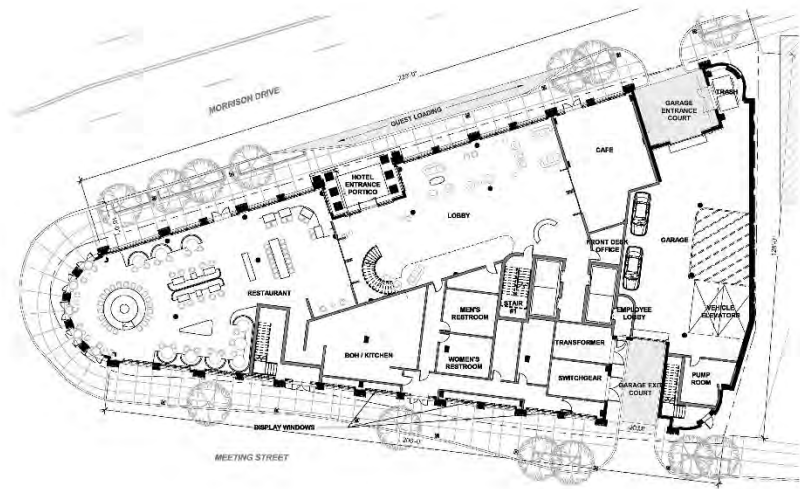 MORRISON DRIVE
GUEST LOADING
GARAGE
ENTRANCE
COURT
TRASH
CAFE
HOTEL
ENTRANCE
PORTICO
LOBBY
FRONT DESK
OFFICE
GARAGE
RESTAURANT
STAIR
#1
MEN'S
RESTROOM
EMPLOYEE
LOBBY
VEHICLE
ELEVATORS
BOH / KITCHEN
WOMEN'S
RESTROOM
TRANSFORMER
SWITCHGEAR
GARAGE EXIT
COURT
PUMP
ROOM
DISPLAY WINDOWS
MEETING STREET